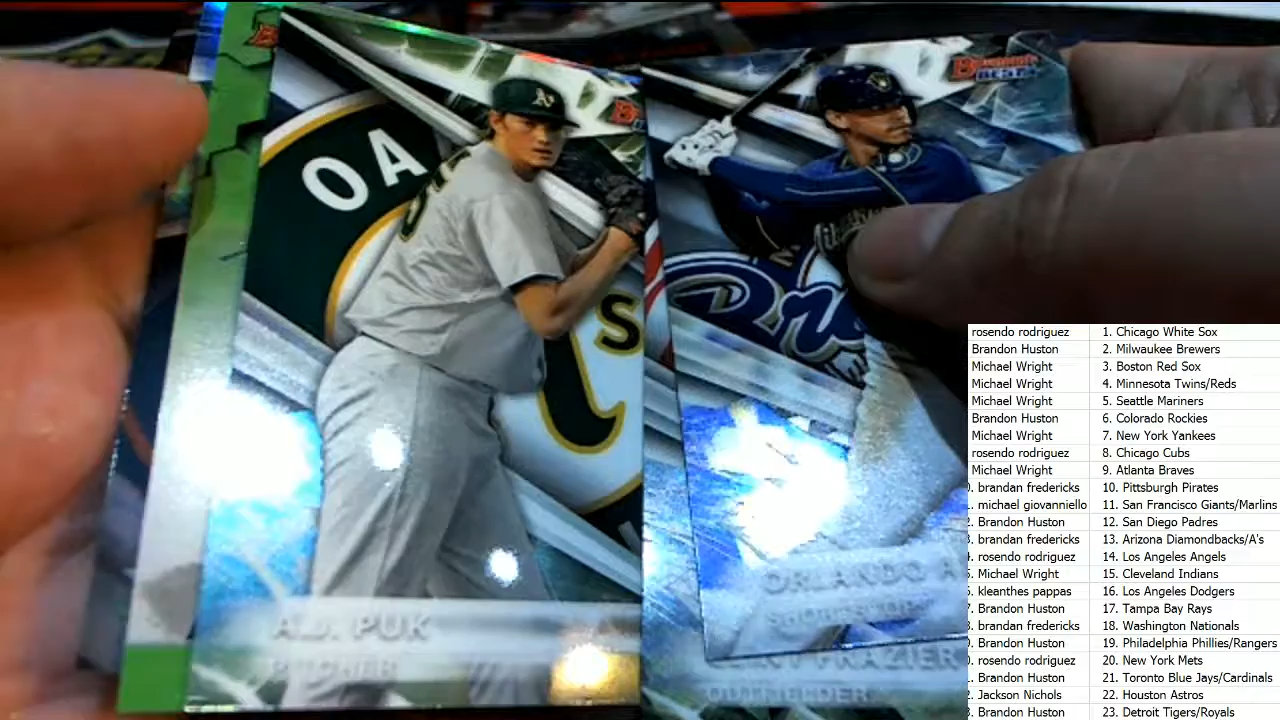 OA
A's
S
Brewers
BOWMAN'S
BEST
A.J. PUK
PITCHER
ORLANDO A
SHORTSTOP
FRAZIER
OUTFIELDER
rosendo rodriguez 1. Chicago White Sox
Brandon Huston 2. Milwaukee Brewers
Michael Wright 3. Boston Red Sox
Michael Wright 4. Minnesota Twins/Reds
Michael Wright 5. Seattle Mariners
Brandon Huston 6. Colorado Rockies
Michael Wright 7. New York Yankees
rosendo rodriguez 8. Chicago Cubs
Michael Wright 9. Atlanta Braves
brandan fredericks 10. Pittsburgh Pirates
michael giovanniello 11. San Francisco Giants/Marlins
Brandon Huston 12. San Diego Padres
brandan fredericks 13. Arizona Diamondbacks/A's
rosendo rodriguez 14. Los Angeles Angels
Michael Wright 15. Cleveland Indians
kleanthes pappas 16. Los Angeles Dodgers
Brandon Huston 17. Tampa Bay Rays
brandan fredericks 18. Washington Nationals
Brandon Huston 19. Philadelphia Phillies/Rangers
rosendo rodriguez 20. New York Mets
Brandon Huston 21. Toronto Blue Jays/Cardinals
Jackson Nichols 22. Houston Astros
Brandon Huston 23. Detroit Tigers/Royals